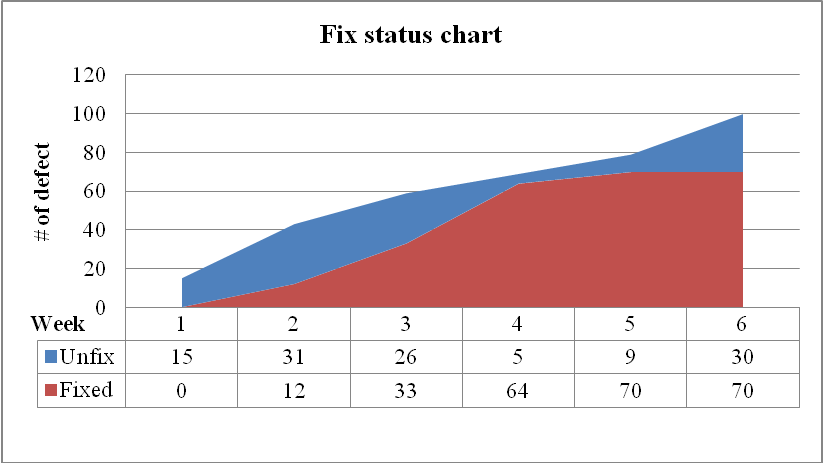 Fix status chart
120
100
80
60
40
20
0
# of defect
Week 1 2 3 4 5 6
Unfix 15 31 26 5 9 30
Fixed 0 12 33 64 70 70